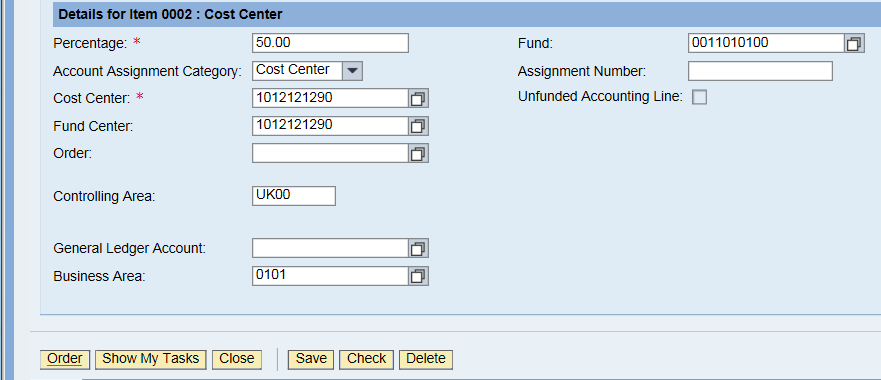 Details for Item 0002 : Cost Center
Percentage: * 50.00 Fund: 0011010100
Account Assignment Category: Cost Center Assignment Number:
Cost Center: * 1012121290 Unfunded Accounting Line:
Fund Center: 1012121290
Order:
Controlling Area: UK00
General Ledger Account:
Business Area: 0101
Order Show My Tasks Close Save Check Delete